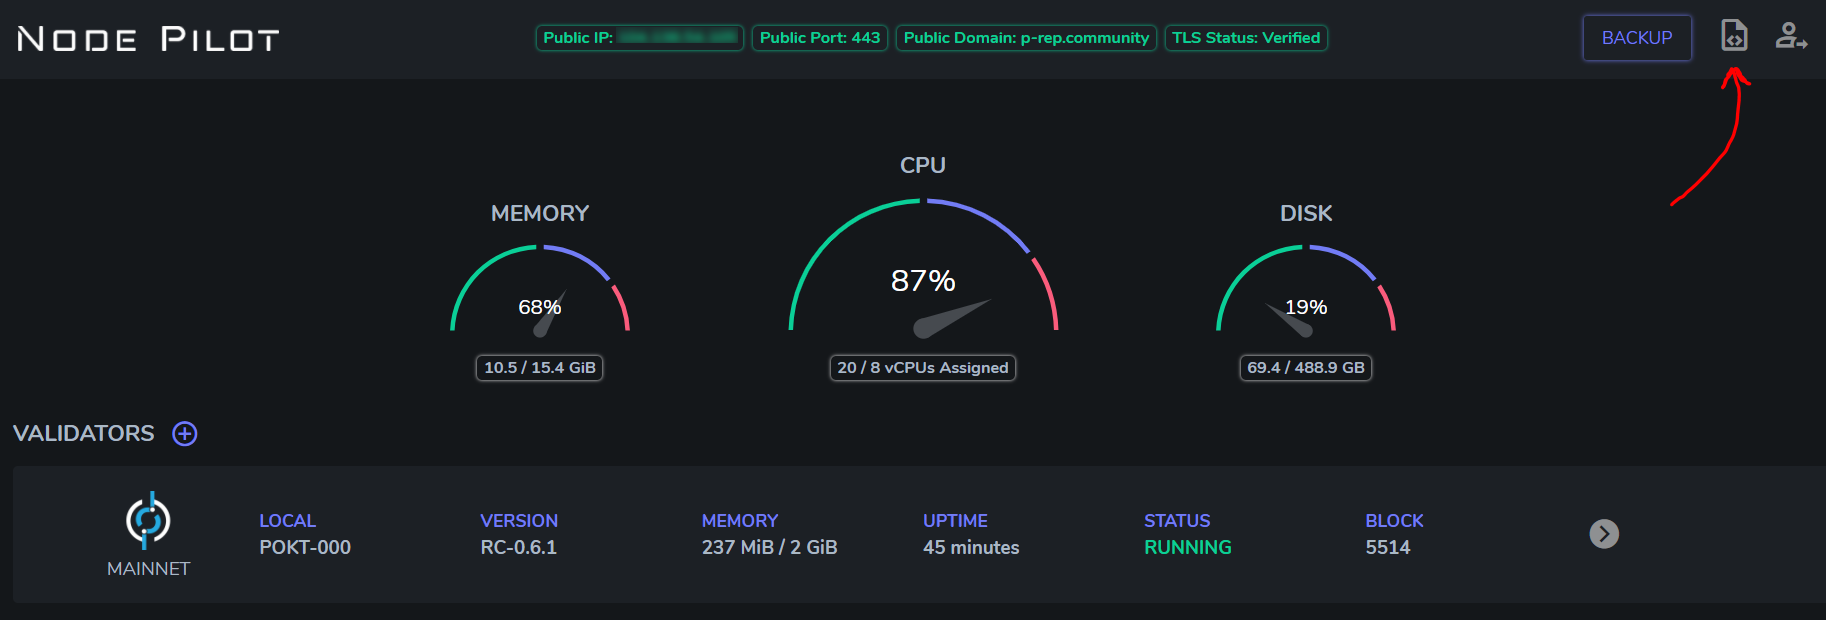 NODE PILOT
Public IP:
Public Port: 443
Public Domain: p-rep.community
TLS Status: Verified
BACKUP
MEMORY
68%
10.5 / 15.4 GiB
CPU
87%
20 / 8 vCPUs Assigned
DISK
19%
69.4 / 488.9 GB
VALIDATORS
MAINNET
LOCAL
POKT-000
VERSION
RC-0.6.1
MEMORY
237 MiB / 2 GiB
UPTIME
45 minutes
STATUS
RUNNING
BLOCK
5514